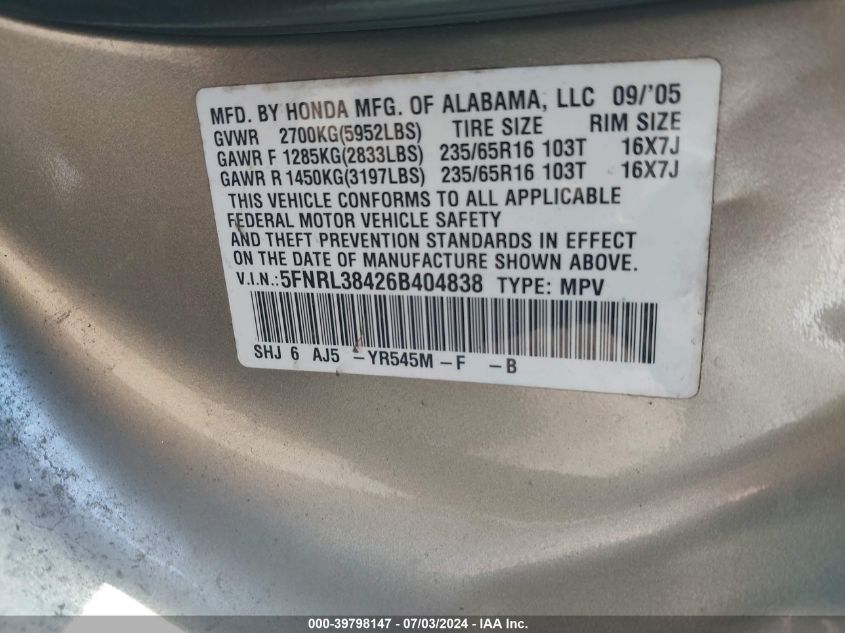 MFD. BY HONDA MFG. OF ALABAMA, LLC 09/'05
GVWR 2700KG(5952LBS) TIRE SIZE RIM SIZE
GAWR F 1285KG(2833LBS) 235/65R16 103T 16X7J
GAWR R 1450KG(3197LBS) 235/65R16 103T 16X7J
THIS VEHICLE CONFORMS TO ALL APPLICABLE
FEDERAL MOTOR VEHICLE SAFETY
AND THEFT PREVENTION STANDARDS IN EFFECT
ON THE DATE OF MANUFACTURE SHOWN ABOVE.
V.I.N.:5FNRL38426B404838 TYPE: MPV
SHJ 6 AJ5 -YR545M-F -B
000-39798147 / 07/03/2024 - IAA Inc.